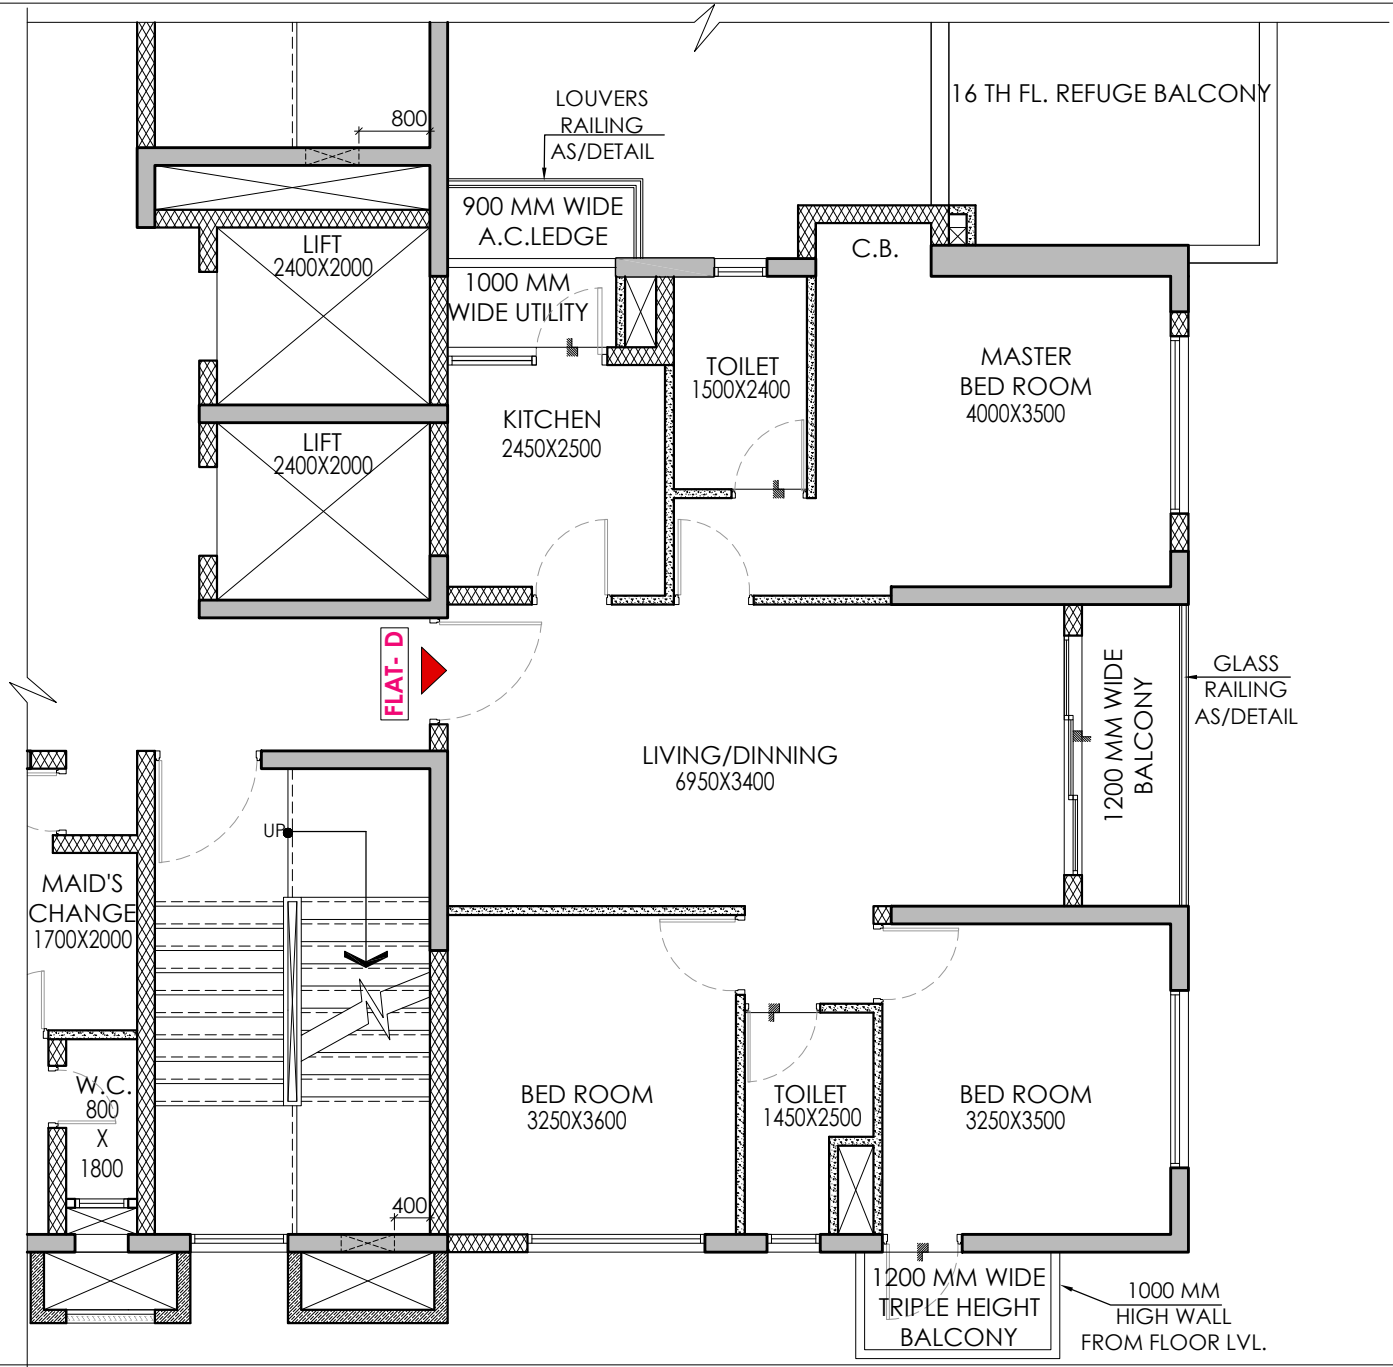 16 TH FL. REFUGE BALCONY
LOUVERS
RAILING
AS/DETAIL
800
900 MM WIDE
A.C.LEDGE
C.B.
LIFT
2400X2000
1000 MM
WIDE UTILITY
TOILET
1500X2400
MASTER
BED ROOM
4000X3500
KITCHEN
2450X2500
LIFT
2400X2000
FLAT- D
1200 MM WIDE
BALCONY
GLASS
RAILING
AS/DETAIL
LIVING/DINNING
6950X3400
UP
MAID'S
CHANGE
1700X2000
W.C.
800
X
1800
BED ROOM
3250X3600
TOILET
1450X2500
BED ROOM
3250X3500
400
1200 MM WIDE
TRIPLE HEIGHT
BALCONY
1000 MM
HIGH WALL
FROM FLOOR LVL.